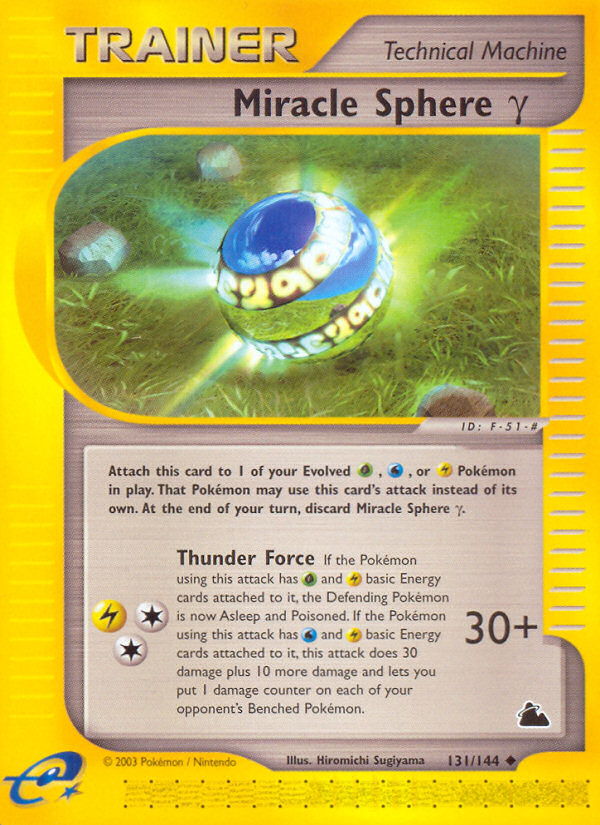 TRAINER
Technical Machine
Miracle Sphere γ
ID: F-51-#
Attach this card to 1 of your Evolved , , or Pokémon
in play. That Pokémon may use this card's attack instead of its
own. At the end of your turn, discard Miracle Sphere γ.
Thunder Force If the Pokémon
using this attack has and basic Energy
cards attached to it, the Defending Pokémon
is now Asleep and Poisoned. If the Pokémon
using this attack has and basic Energy
cards attached to it, this attack does 30
damage plus 10 more damage and lets you
put 1 damage counter on each of your
opponent's Benched Pokémon.
30+
© 2003 Pokémon / Nintendo
Illus. Hiromichi Sugiyama
131/144
e